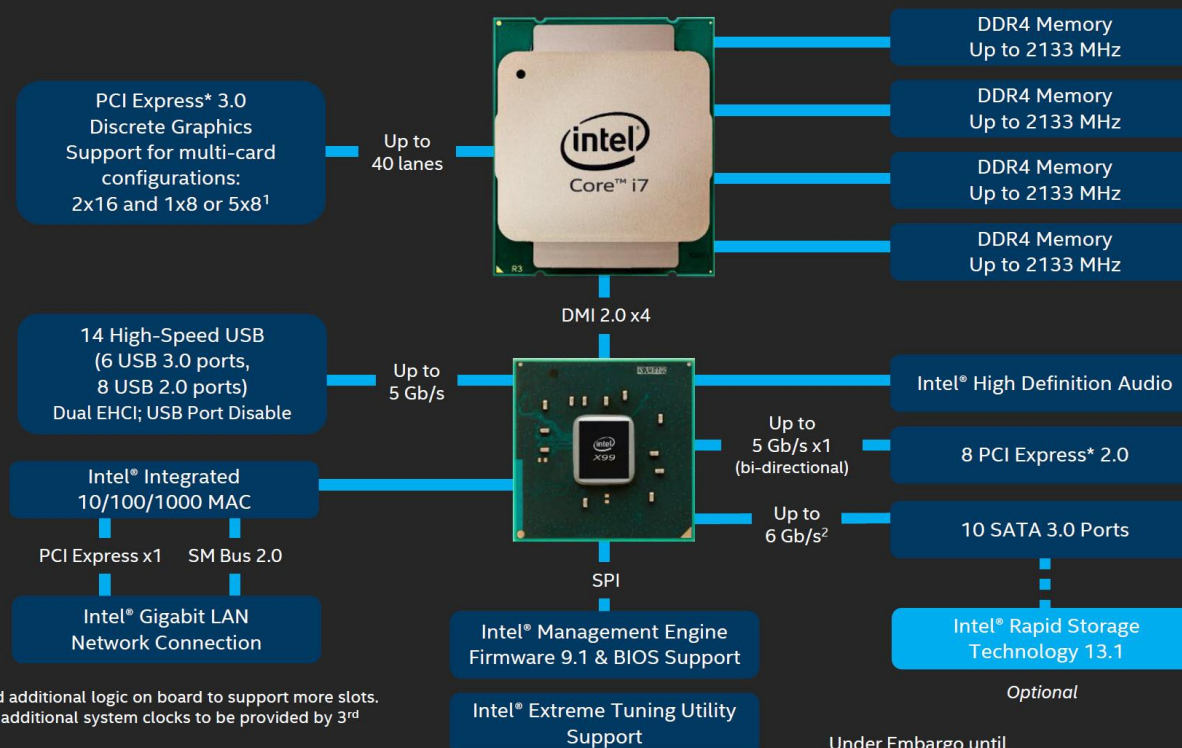 DDR4 Memory
Up to 2133 MHz
DDR4 Memory
Up to 2133 MHz
DDR4 Memory
Up to 2133 MHz
DDR4 Memory
Up to 2133 MHz
PCI Express* 3.0
Discrete Graphics
Support for multi-card
configurations:
2x16 and 1x8 or 5x8¹
Up to
40 lanes
intel
Core™ i7
R3
DMI 2.0 x4
14 High-Speed USB
(6 USB 3.0 ports,
8 USB 2.0 ports)
Dual EHCI; USB Port Disable
Up to
5 Gb/s
intel
X99
Intel® High Definition Audio
Up to
5 Gb/s x1
(bi-directional)
8 PCI Express* 2.0
Up to
6 Gb/s²
10 SATA 3.0 Ports
Intel® Integrated
10/100/1000 MAC
PCI Express x1
SM Bus 2.0
Intel® Gigabit LAN
Network Connection
SPI
Intel® Management Engine
Firmware 9.1 & BIOS Support
Intel® Extreme Tuning Utility
Support
Intel® Rapid Storage
Technology 13.1
Optional
additional logic on board to support more slots.
additional system clocks to be provided by 3rd
Under Embargo until